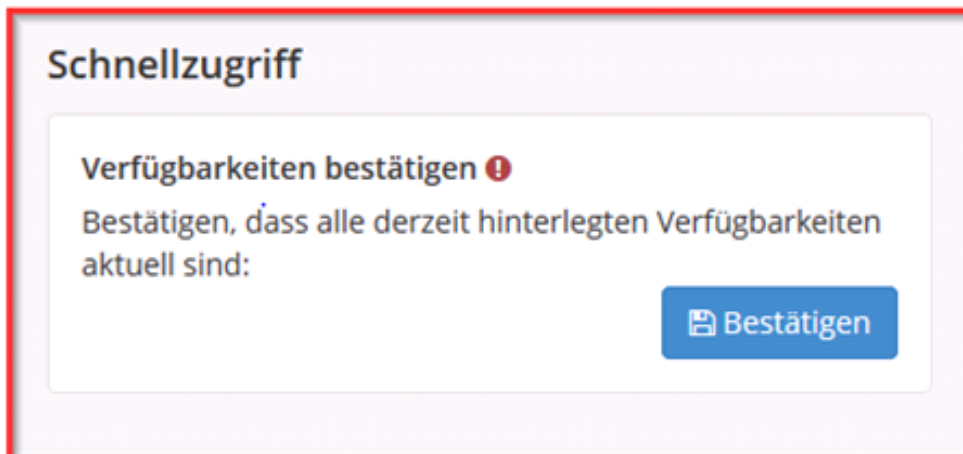 Schnellzugriff
Verfügbarkeiten bestätigen
Bestätigen, dass alle derzeit hinterlegten Verfügbarkeiten
aktuell sind:
Bestätigen